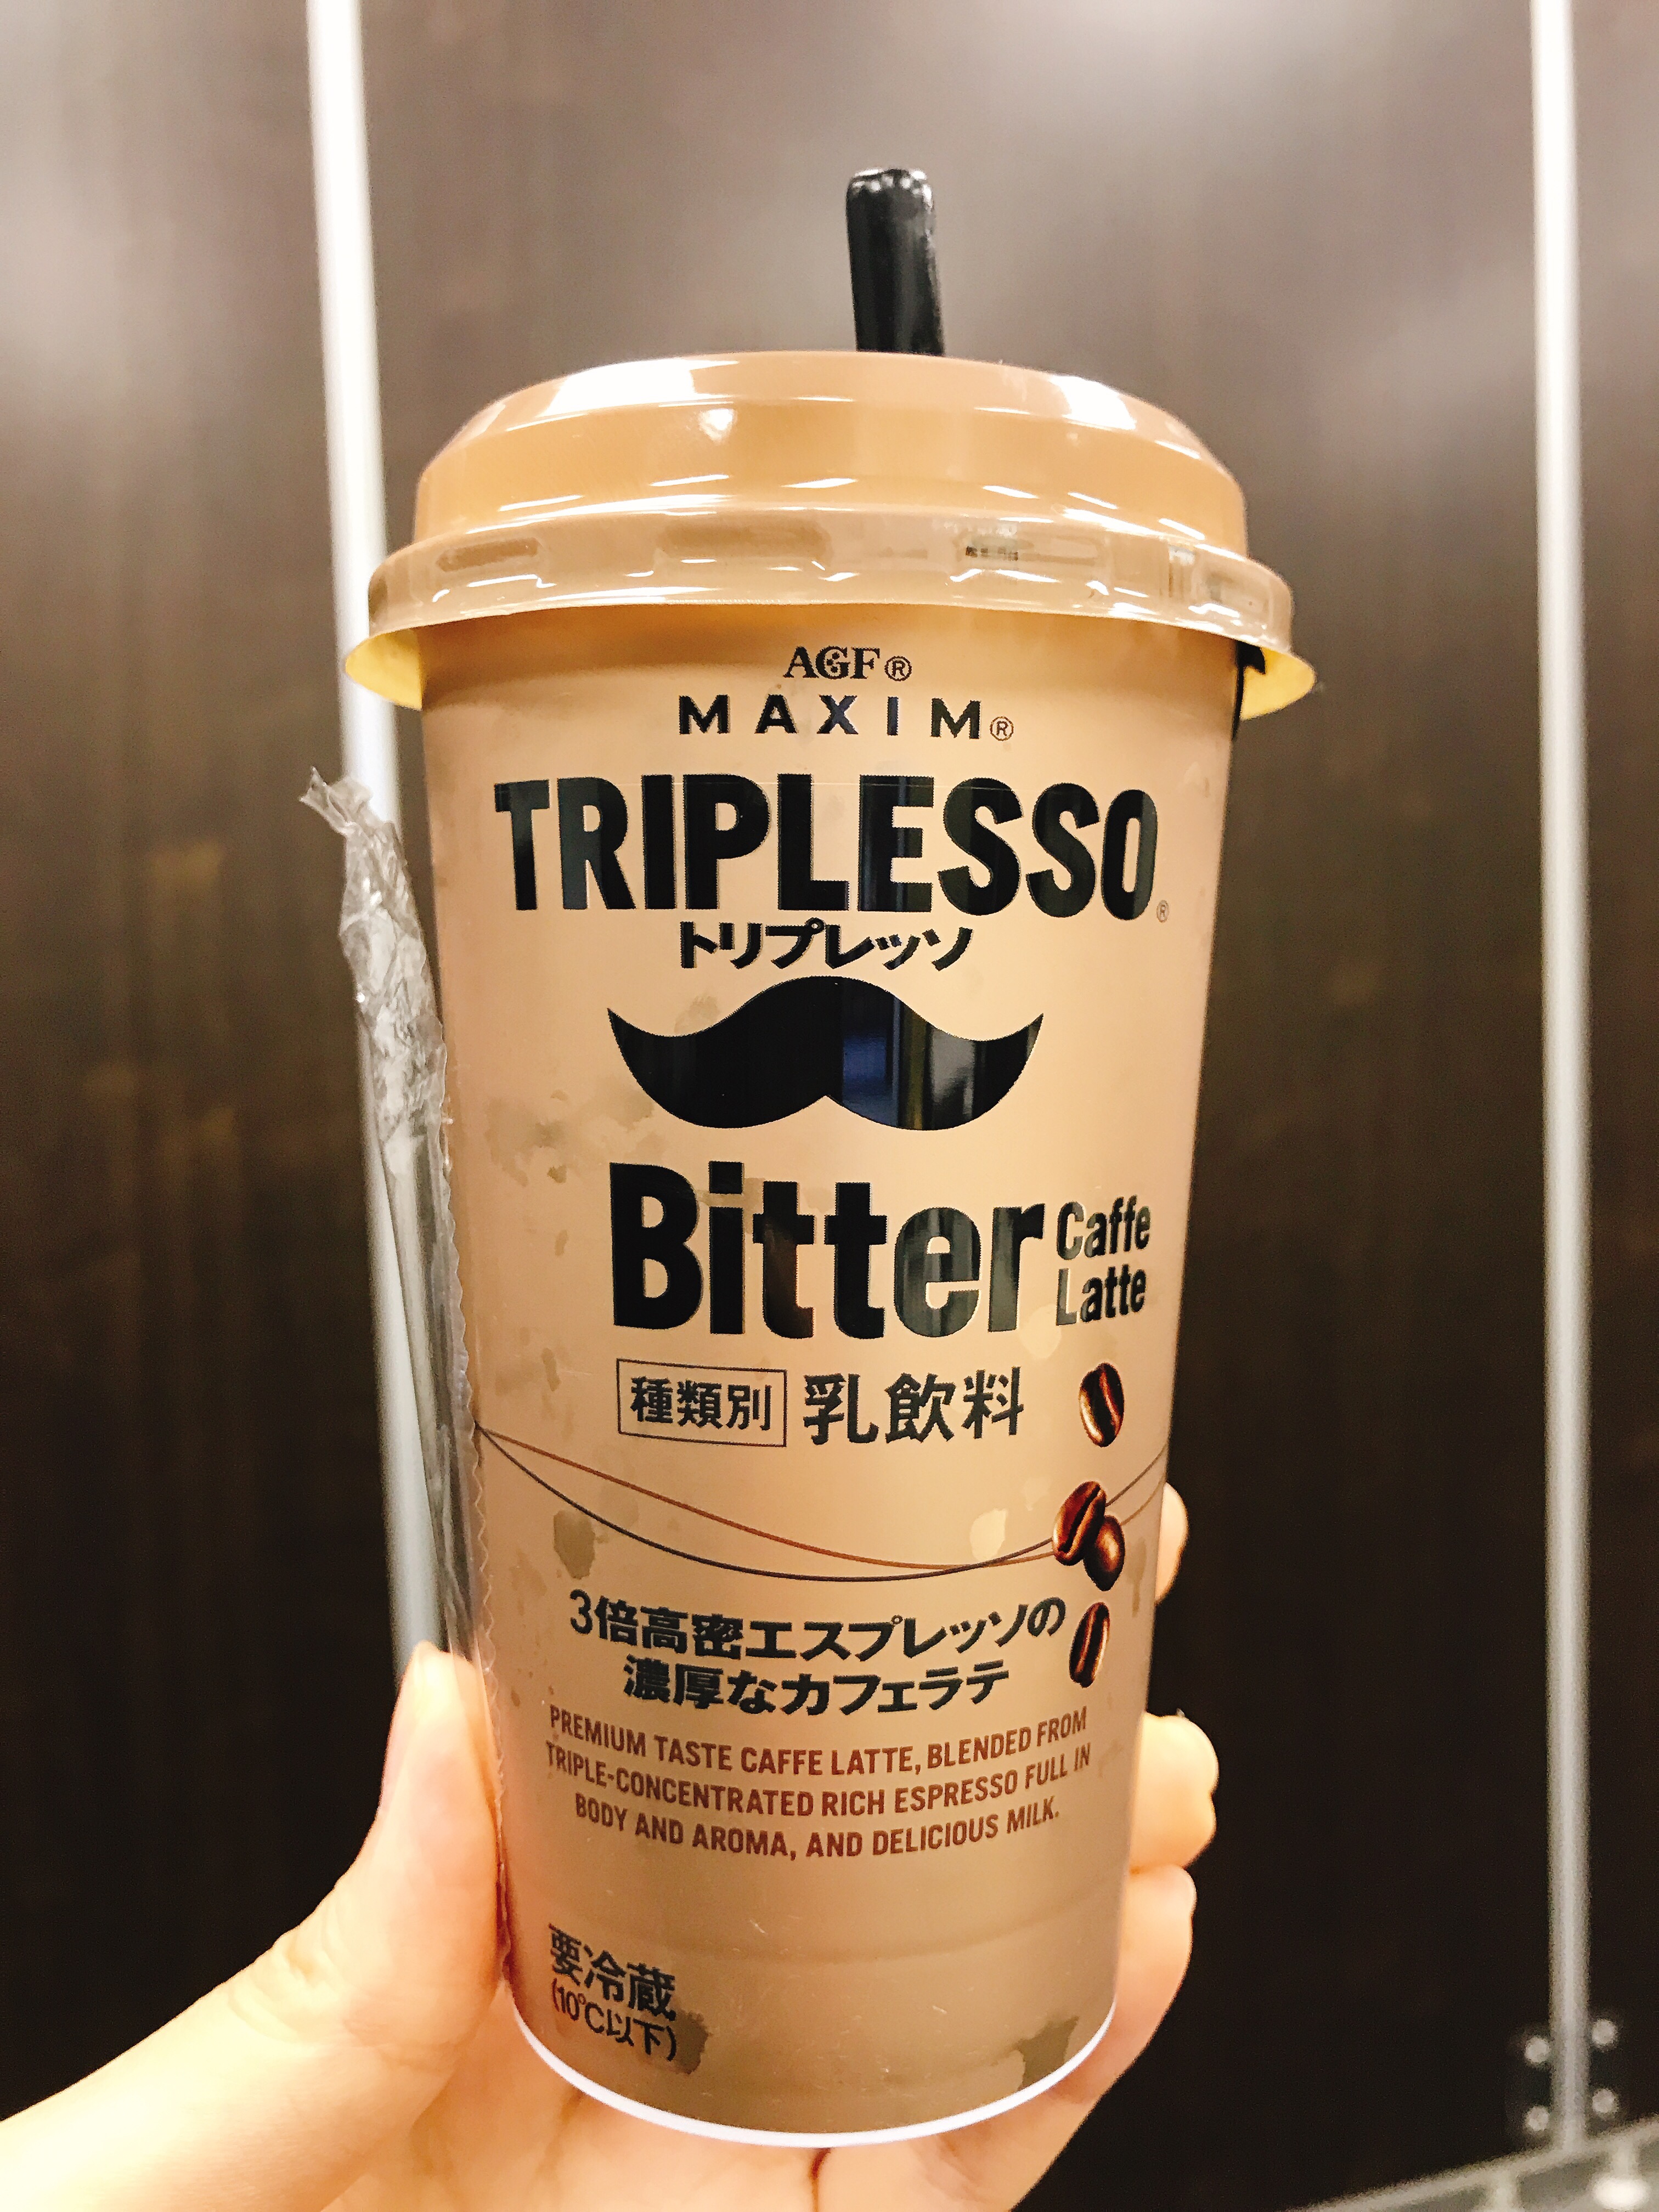 AGF®
MAXIM®
TRIPLESSO®
トリプレッソ
Bitter Caffe Latte
種類別 乳飲料
3倍高密エスプレッソの
濃厚なカフェラテ
PREMIUM TASTE CAFFE LATTE, BLENDED FROM
TRIPLE-CONCENTRATED RICH ESPRESSO FULL IN
BODY AND AROMA, AND DELICIOUS MILK.
要冷蔵
(10℃以下)